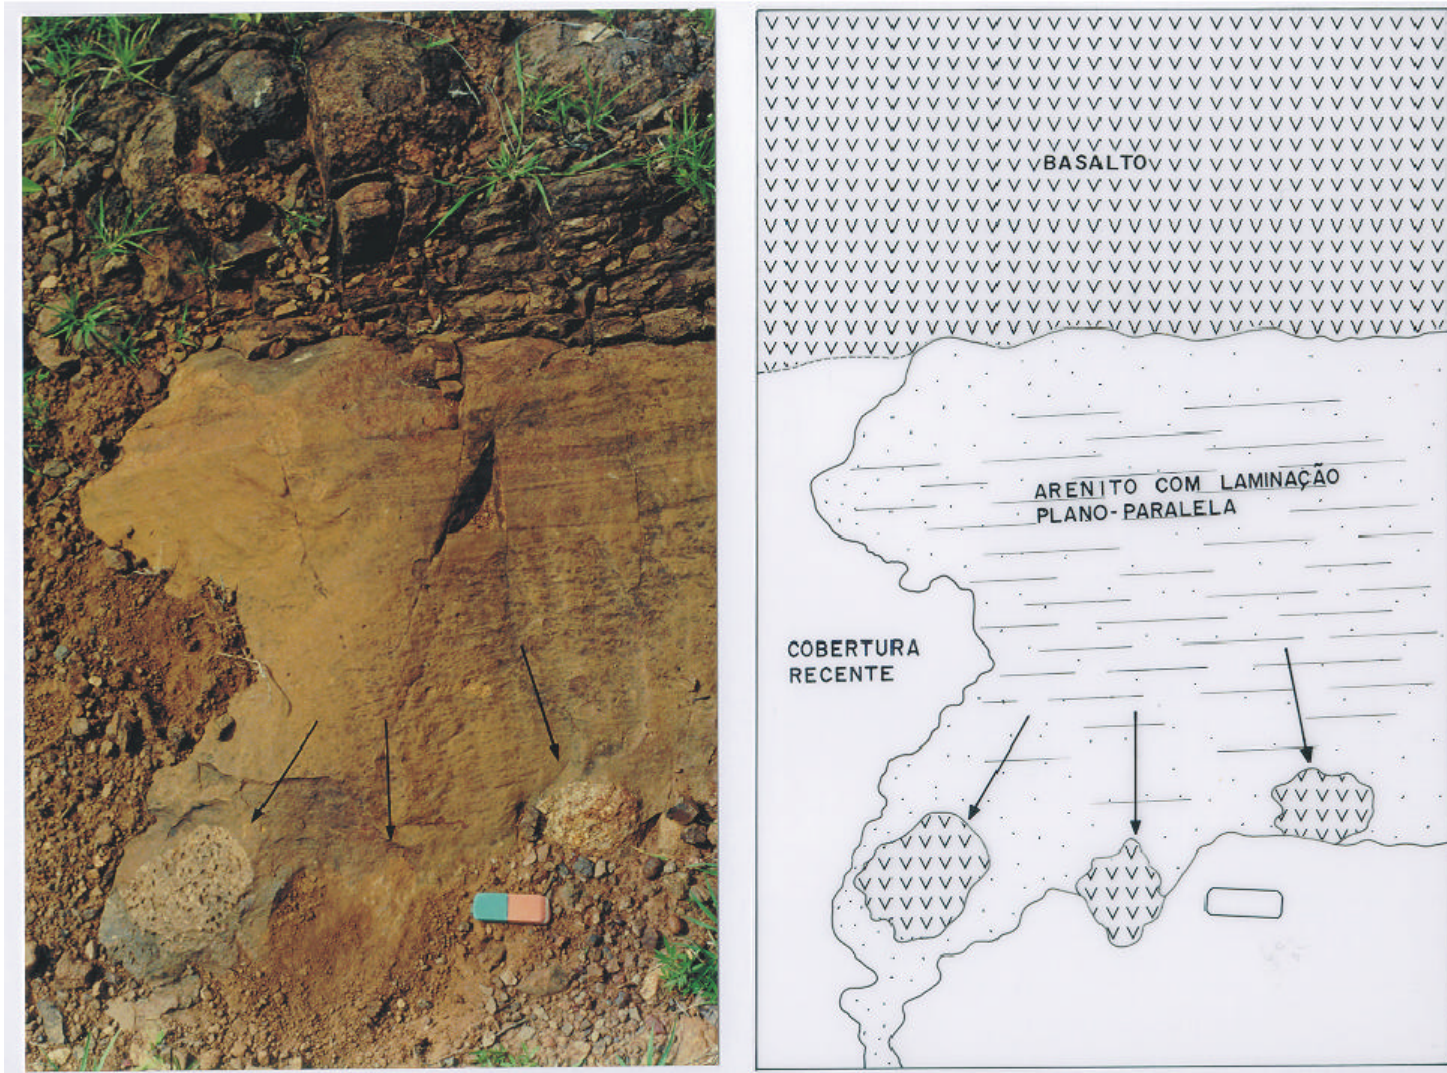 BASALTO
ARENITO COM LAMINAÇÃO
PLANO-PARALELA
COBERTURA
RECENTE